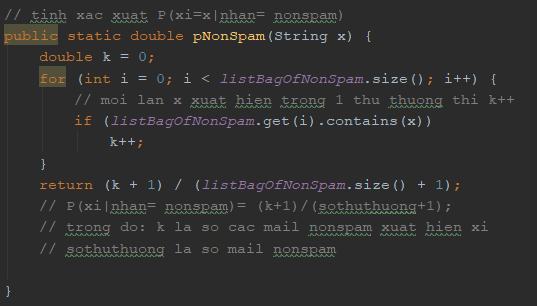 // tinh xac xuat P(xi=x|nhan= nonspam)
public static double pNonSpam(String x) {
    double k = 0;
    for (int i = 0; i < listBagOfNonSpam.size(); i++) {
        // moi lan x xuat hien trong 1 thu thuong thi k++
        if (listBagOfNonSpam.get(i).contains(x))
            k++;
    }
    return (k + 1) / (listBagOfNonSpam.size() + 1);
    // P(xi|nhan= nonspam)= (k+1)/(sothuthuong+1);
    // trong do: k la so cac mail nonspam xuat hien xi
    // sothuthuong la so mail nonspam
}